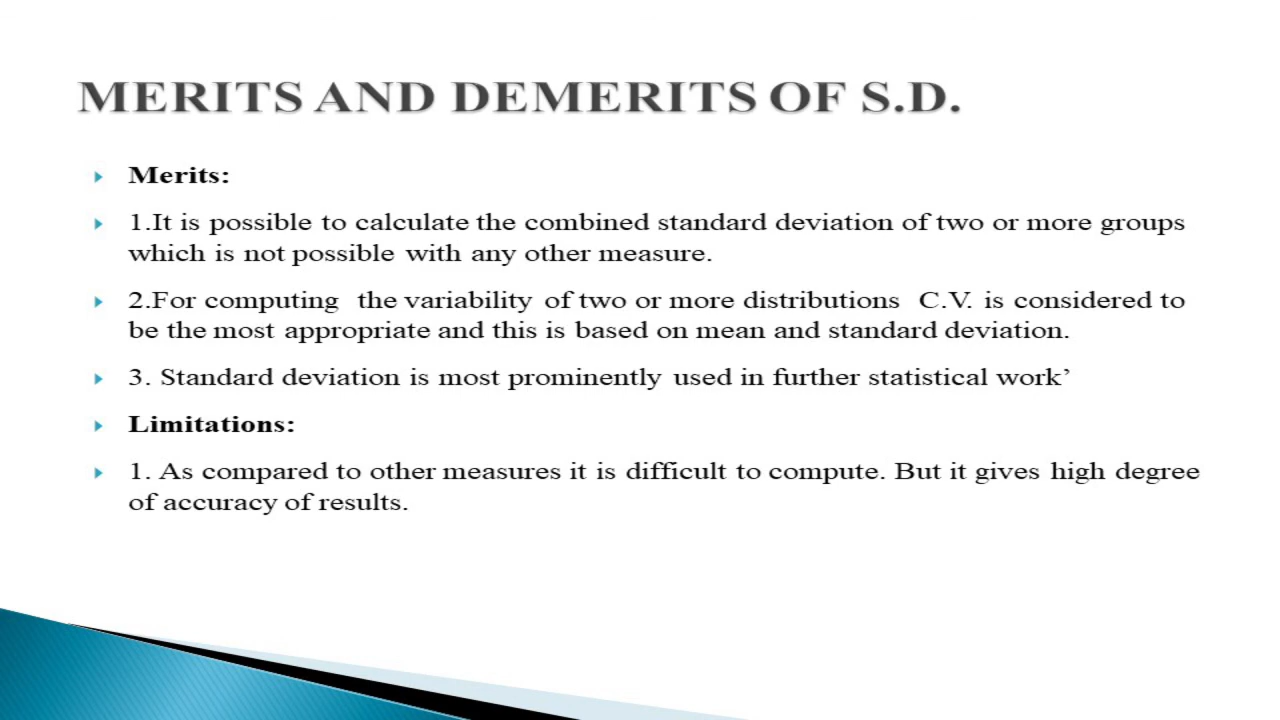 MERITS AND DEMERITS OF S.D.
Merits:
1.It is possible to calculate the combined standard deviation of two or more groups
which is not possible with any other measure.
2.For computing the variability of two or more distributions C.V. is considered to
be the most appropriate and this is based on mean and standard deviation.
3. Standard deviation is most prominently used in further statistical work’
Limitations:
1. As compared to other measures it is difficult to compute. But it gives high degree
of accuracy of results.